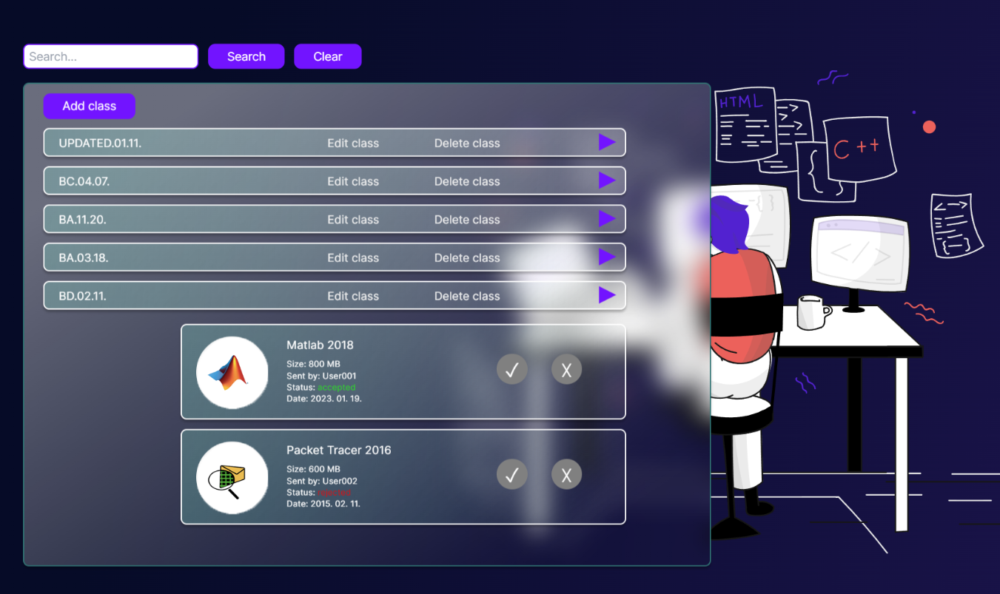 Search...
Search
Clear
Add class
UPDATED.01.11. Edit class Delete class
BC.04.07. Edit class Delete class
BA.11.20. Edit class Delete class
BA.03.18. Edit class Delete class
BD.02.11. Edit class Delete class
Matlab 2018
Size: 800 MB
Sent by: User001
Status: accepted
Date: 2023. 01. 19.
✓ X
Packet Tracer 2016
Size: 600 MB
Sent by: User002
Status: rejected
Date: 2015. 02. 11.
✓ X
HTML
->
->
{ }
C ++
<- ->
{-}
</>